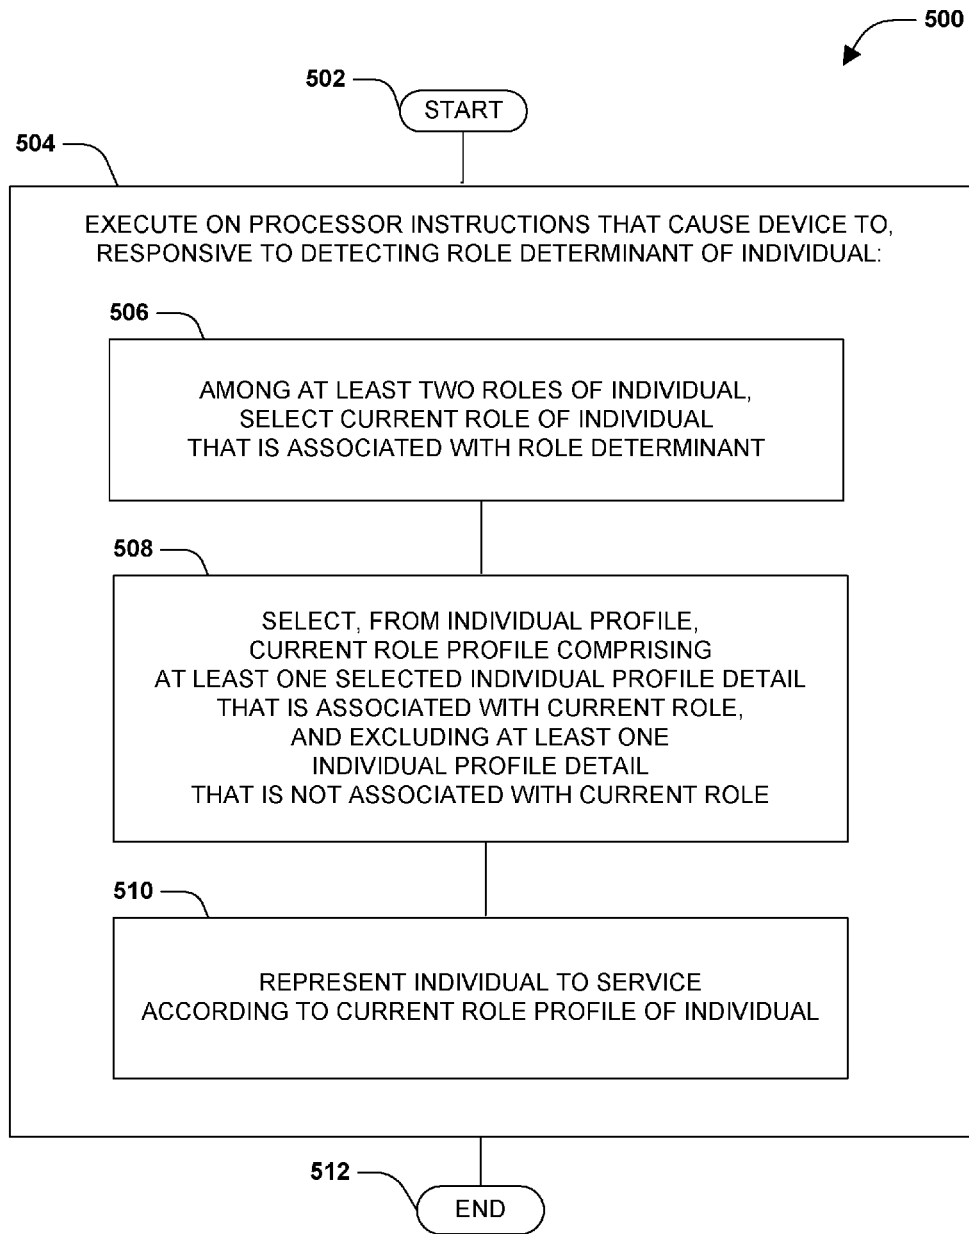 500
502
START
504
EXECUTE ON PROCESSOR INSTRUCTIONS THAT CAUSE DEVICE TO,
RESPONSIVE TO DETECTING ROLE DETERMINANT OF INDIVIDUAL:
506
AMONG AT LEAST TWO ROLES OF INDIVIDUAL,
SELECT CURRENT ROLE OF INDIVIDUAL
THAT IS ASSOCIATED WITH ROLE DETERMINANT
508
SELECT, FROM INDIVIDUAL PROFILE,
CURRENT ROLE PROFILE COMPRISING
AT LEAST ONE SELECTED INDIVIDUAL PROFILE DETAIL
THAT IS ASSOCIATED WITH CURRENT ROLE,
AND EXCLUDING AT LEAST ONE
INDIVIDUAL PROFILE DETAIL
THAT IS NOT ASSOCIATED WITH CURRENT ROLE
510
REPRESENT INDIVIDUAL TO SERVICE
ACCORDING TO CURRENT ROLE PROFILE OF INDIVIDUAL
512
END